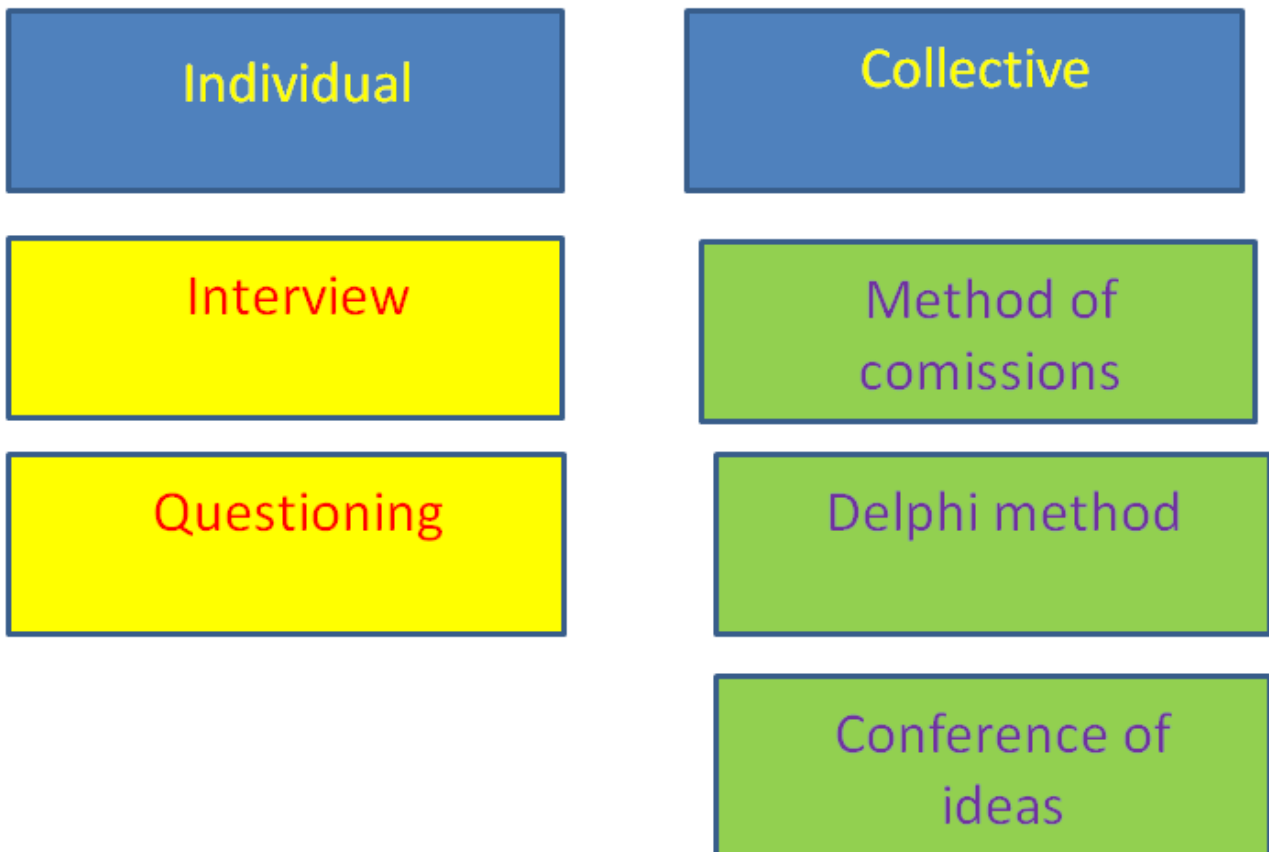 Individual
Collective
Interview
Method of
comissions
Questioning
Delphi method
Conference of
ideas